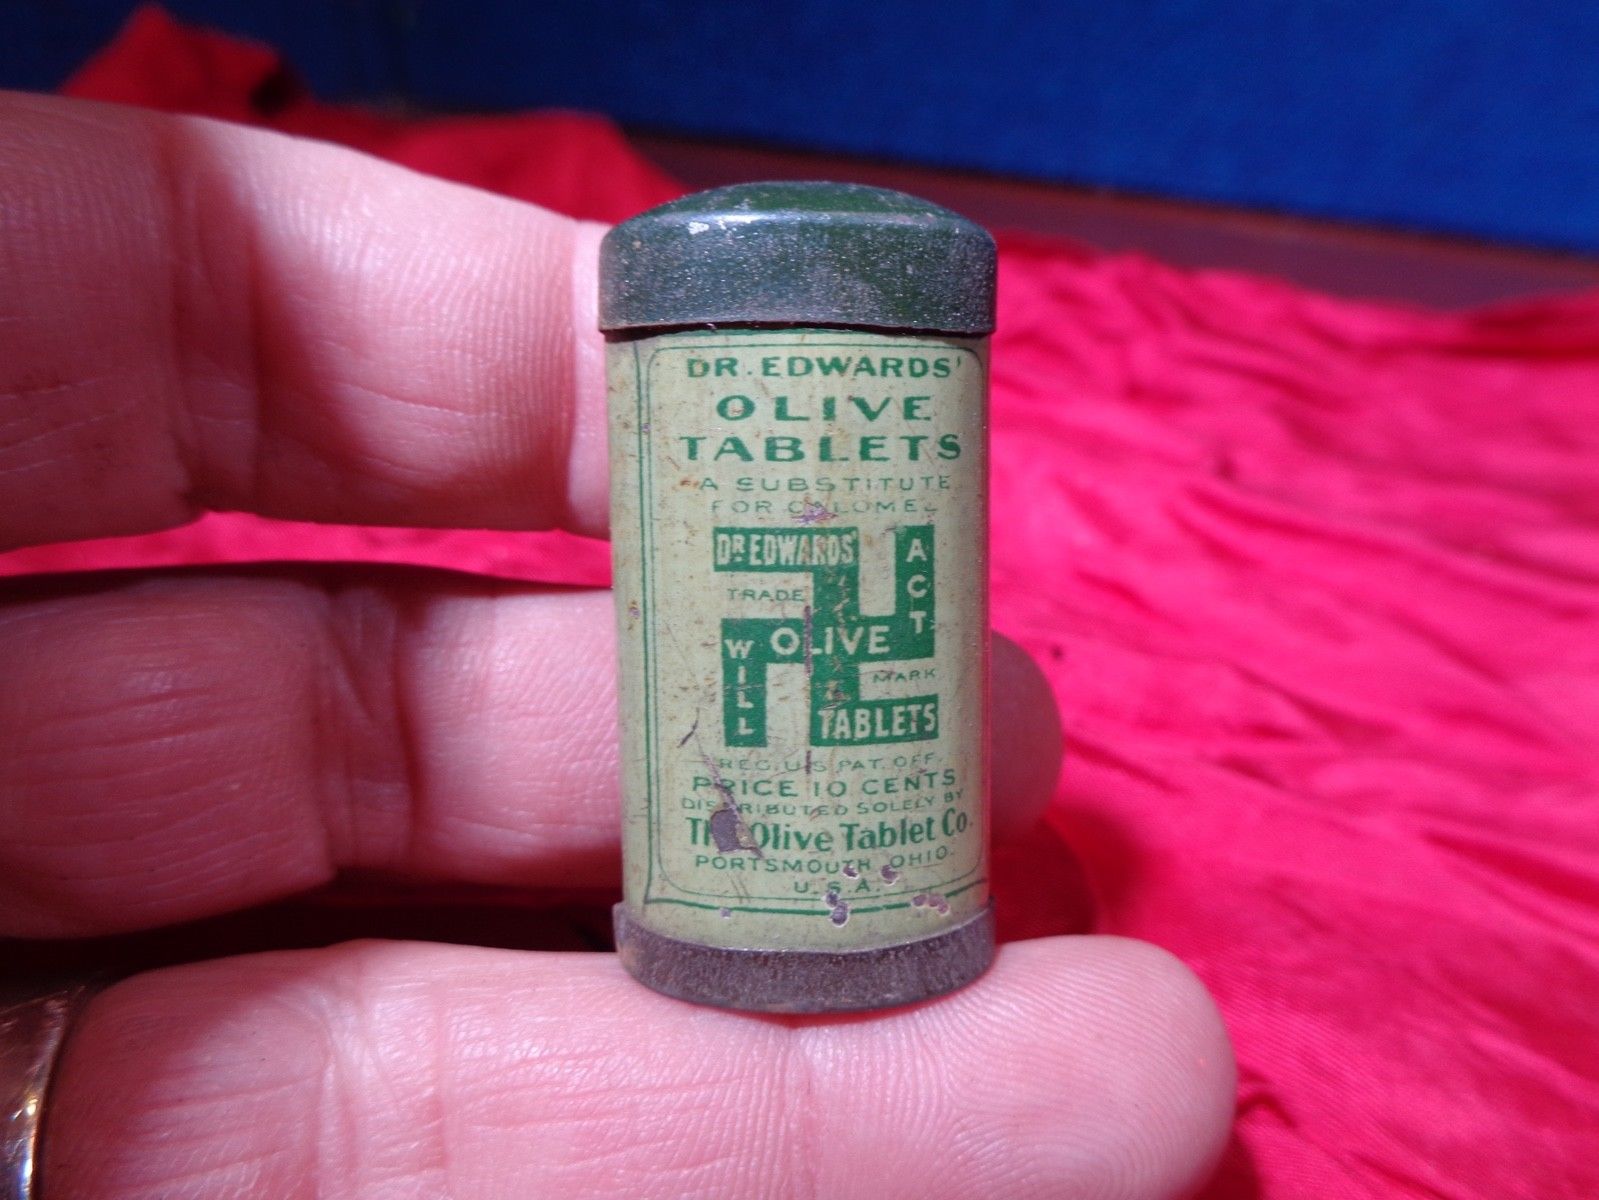 DR. EDWARDS'
OLIVE
TABLETS
A SUBSTITUTE
FOR CALOMEL
DR EDWARDS'
ACT
TRADE
OLIVE
WILL
MARK
TABLETS
REG. U.S. PAT. OFF.
PRICE 10 CENTS
DISTRIBUTED SOLELY BY
The Olive Tablet Co.
PORTSMOUTH, OHIO.
U.S.A.